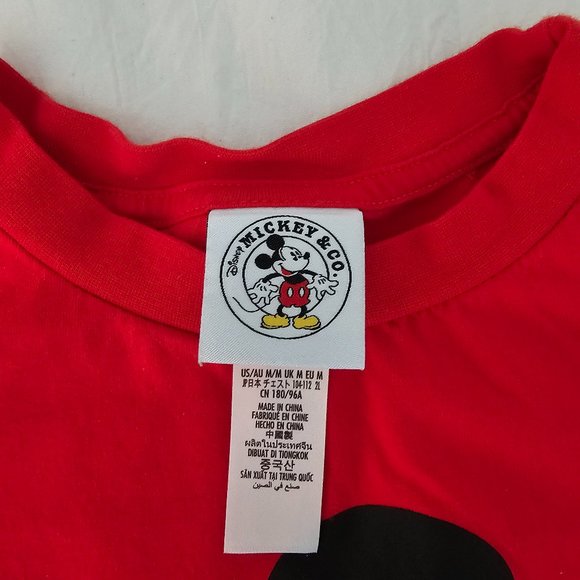 Disney
MICKEY & CO.
US/AU M/M UK M EU M
JP日本 チェスト 104-112 2L
CN 180/96A
MADE IN CHINA
FABRIQUÉ EN CHINE
HECHO EN CHINA
中國製
ผลิตในประเทศจีน
DIBUAT DI TIONGKOK
중국산
SẢN XUẤT TẠI TRUNG QUỐC
صنع في الصين